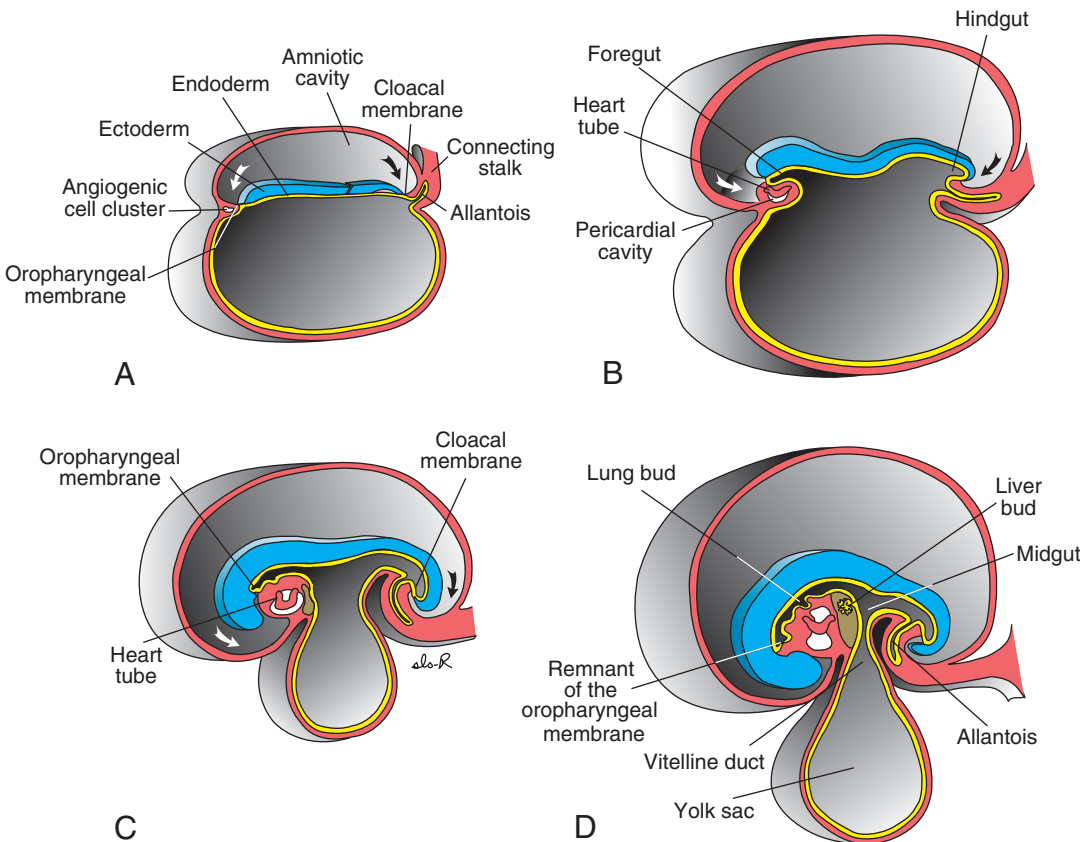 Amniotic
cavity
Endoderm
Cloacal
membrane
Ectoderm
Connecting
stalk
Angiogenic
cell cluster
Allantois
Oropharyngeal
membrane
A
Hindgut
Foregut
Heart
tube
Pericardial
cavity
B
Oropharyngeal
membrane
Cloacal
membrane
Heart
tube
sls-R
C
Lung bud
Liver
bud
Midgut
Remnant
of the
oropharyngeal
membrane
Vitelline duct
Allantois
Yolk sac
D